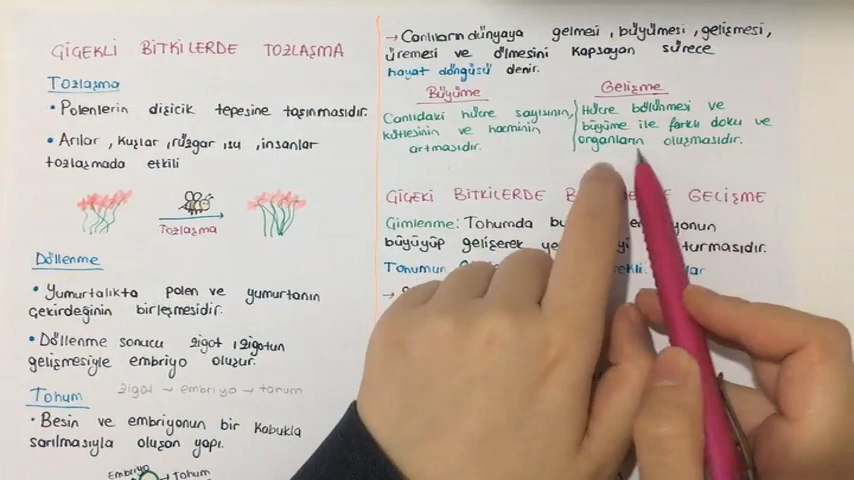 ÇİÇEKLİ BİTKİLERDE TOZLAŞMA
Tozlaşma
• Polenlerin dişicik tepesine taşınmasıdır.
• Arılar, kuşlar, rüzgar, su, insanlar
tozlaşmada etkili
Tozlaşma
Döllenme
• Yumurtalıkta polen ve yumurtanın
çekirdeğinin birleşmesidir.
• Döllenme sonucu zigot, zigotun
gelişmesiyle embriyo oluşur.
Tohum zigot → embriyo → tohum
• Besin ve embriyonun bir kabukla
sarılmasıyla oluşan yapı.
Embriyo → Tohum
→ Canlıların dünyaya gelmesi, büyümesi, gelişmesi,
üremesi ve ölmesini kapsayan sürece
hayat döngüsü denir.
Büyüme
Canlıdaki hücre sayısının,
kütlesinin ve hacminin
artmasıdır.
Gelişme
Hücre bölünmesi ve
büyüme ile farklı doku ve
organların oluşmasıdır.
ÇİÇEKLİ BİTKİLERDE GELİŞME
Çimlenme: Tohumda
büyüyüp gelişerek
Tonumun